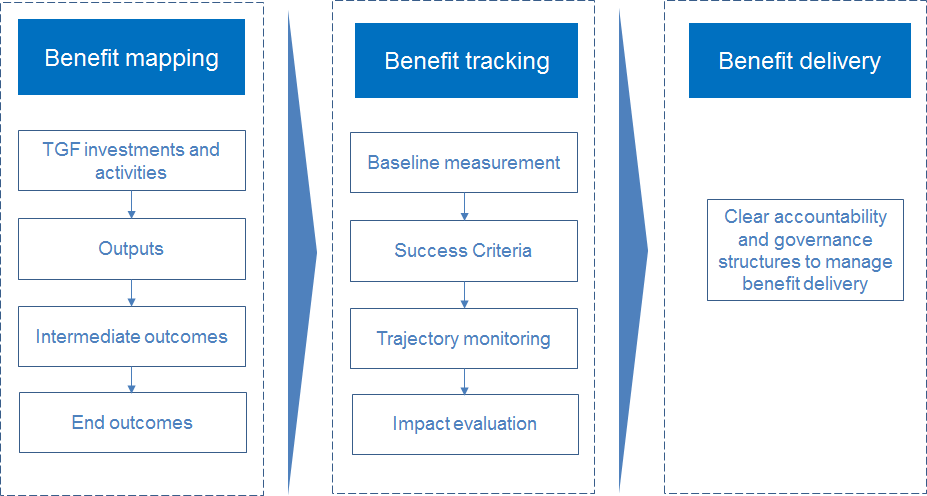 Benefit mapping
TGF investments and
activities
Outputs
Intermediate outcomes
End outcomes
Benefit tracking
Baseline measurement
Success Criteria
Trajectory monitoring
Impact evaluation
Benefit delivery
Clear accountability
and governance
structures to manage
benefit delivery